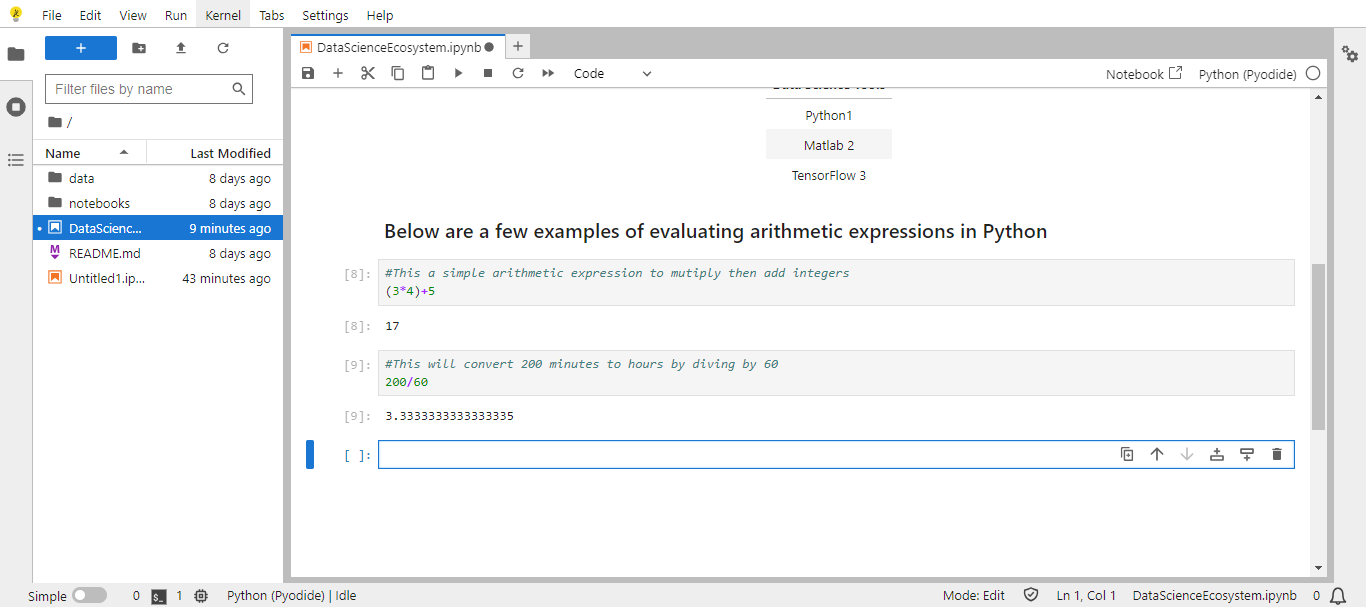 File Edit View Run Kernel Tabs Settings Help
+
Filter files by name
/
Name Last Modified
data 8 days ago
notebooks 8 days ago
DataScienc... 9 minutes ago
README.md 8 days ago
Untitled1.ip... 43 minutes ago
DataScienceEcosystem.ipynb
Code
Notebook Python (Pyodide)
Data Science Tools
Python1
Matlab 2
TensorFlow 3
Below are a few examples of evaluating arithmetic expressions in Python
[8]: #This a simple arithmetic expression to mutiply then add integers
(3*4)+5
[8]: 17
[9]: #This will convert 200 minutes to hours by diving by 60
200/60
[9]: 3.3333333333333335
[ ]:
Simple 0 $_ 1 Python (Pyodide) | Idle Mode: Edit Ln 1, Col 1 DataScienceEcosystem.ipynb 0